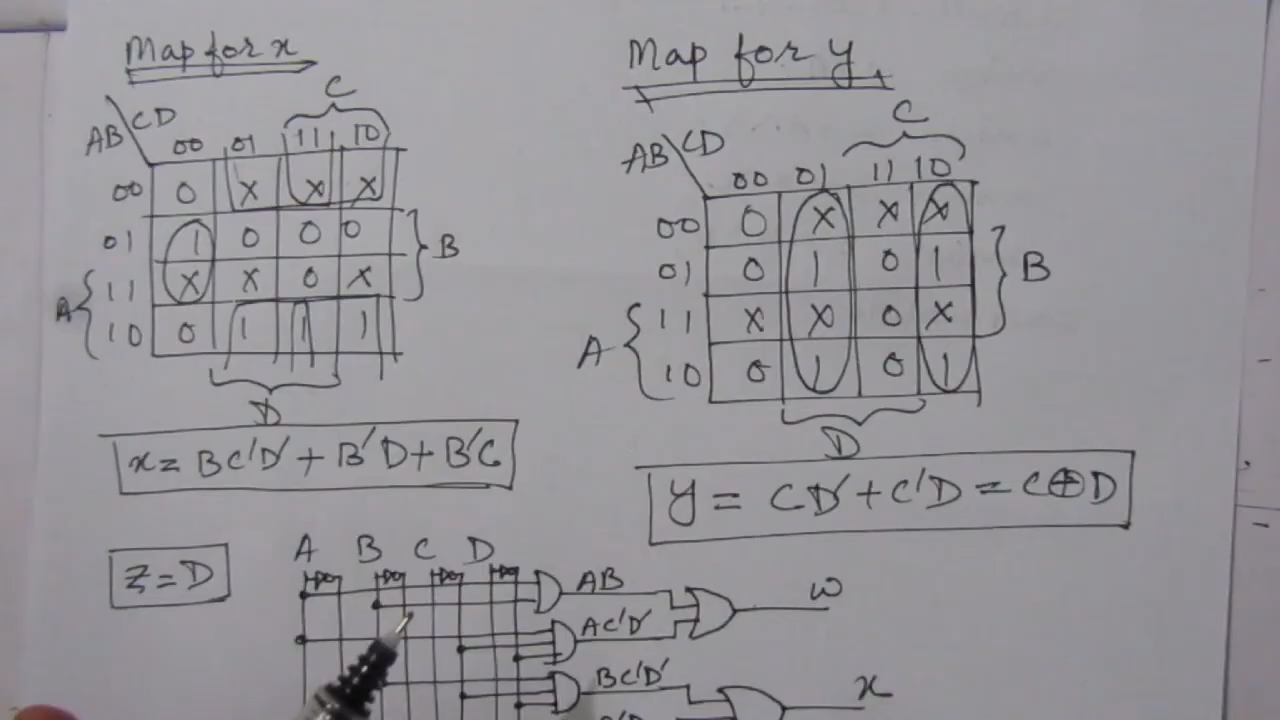 Map for x
C
AB\CD 00 01 11 10
00 0 x x x
01 1 0 0 0
11 x x 0 x
10 0 1 1 1
A
B
D
x = BC'D' + B'D + B'C
Map for y
C
AB\CD 00 01 11 10
00 0 x x x
01 0 1 0 1
11 x x 0 x
10 0 1 0 1
A
B
D
y = CD' + C'D = C⊕D
z = D
A B C D
AB
w
AC'D'
BC'D'
x